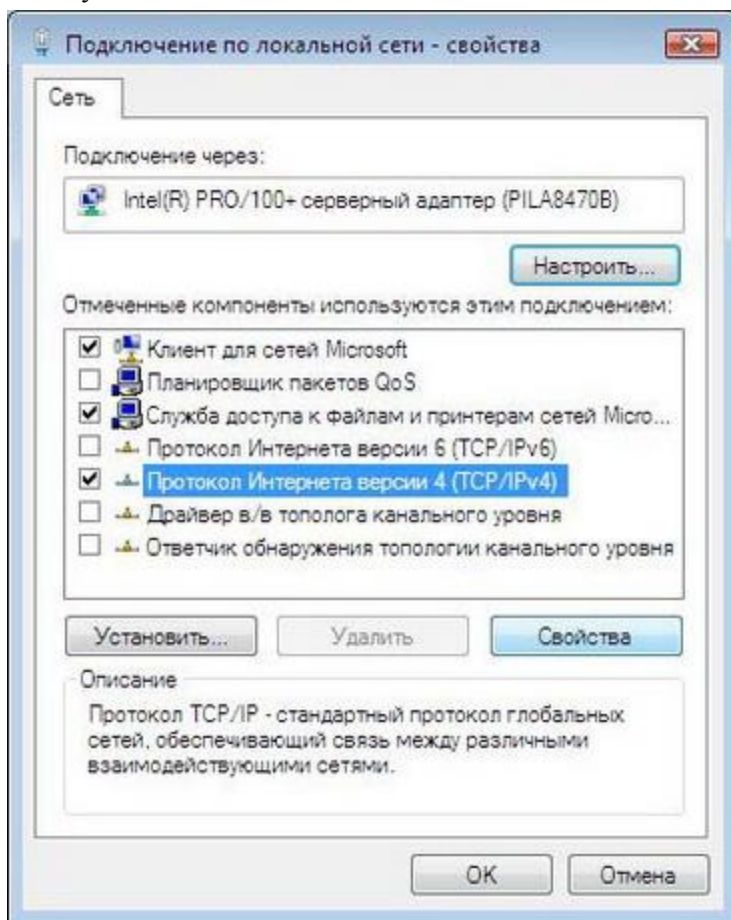 Подключение по локальной сети - свойства
Сеть
Подключение через:
Intel(R) PRO/100+ серверный адаптер (PILA8470B)
Настроить...
Отмеченные компоненты используются этим подключением:
Клиент для сетей Microsoft
Планировщик пакетов QoS
Служба доступа к файлам и принтерам сетей Micro...
Протокол Интернета версии 6 (TCP/IPv6)
Протокол Интернета версии 4 (TCP/IPv4)
Драйвер в/в тополога канального уровня
Ответчик обнаружения топологии канального уровня
Установить...
Удалить
Свойства
Описание
Протокол TCP/IP - стандартный протокол глобальных
сетей, обеспечивающий связь между различными
взаимодействующими сетями.
OK
Отмена